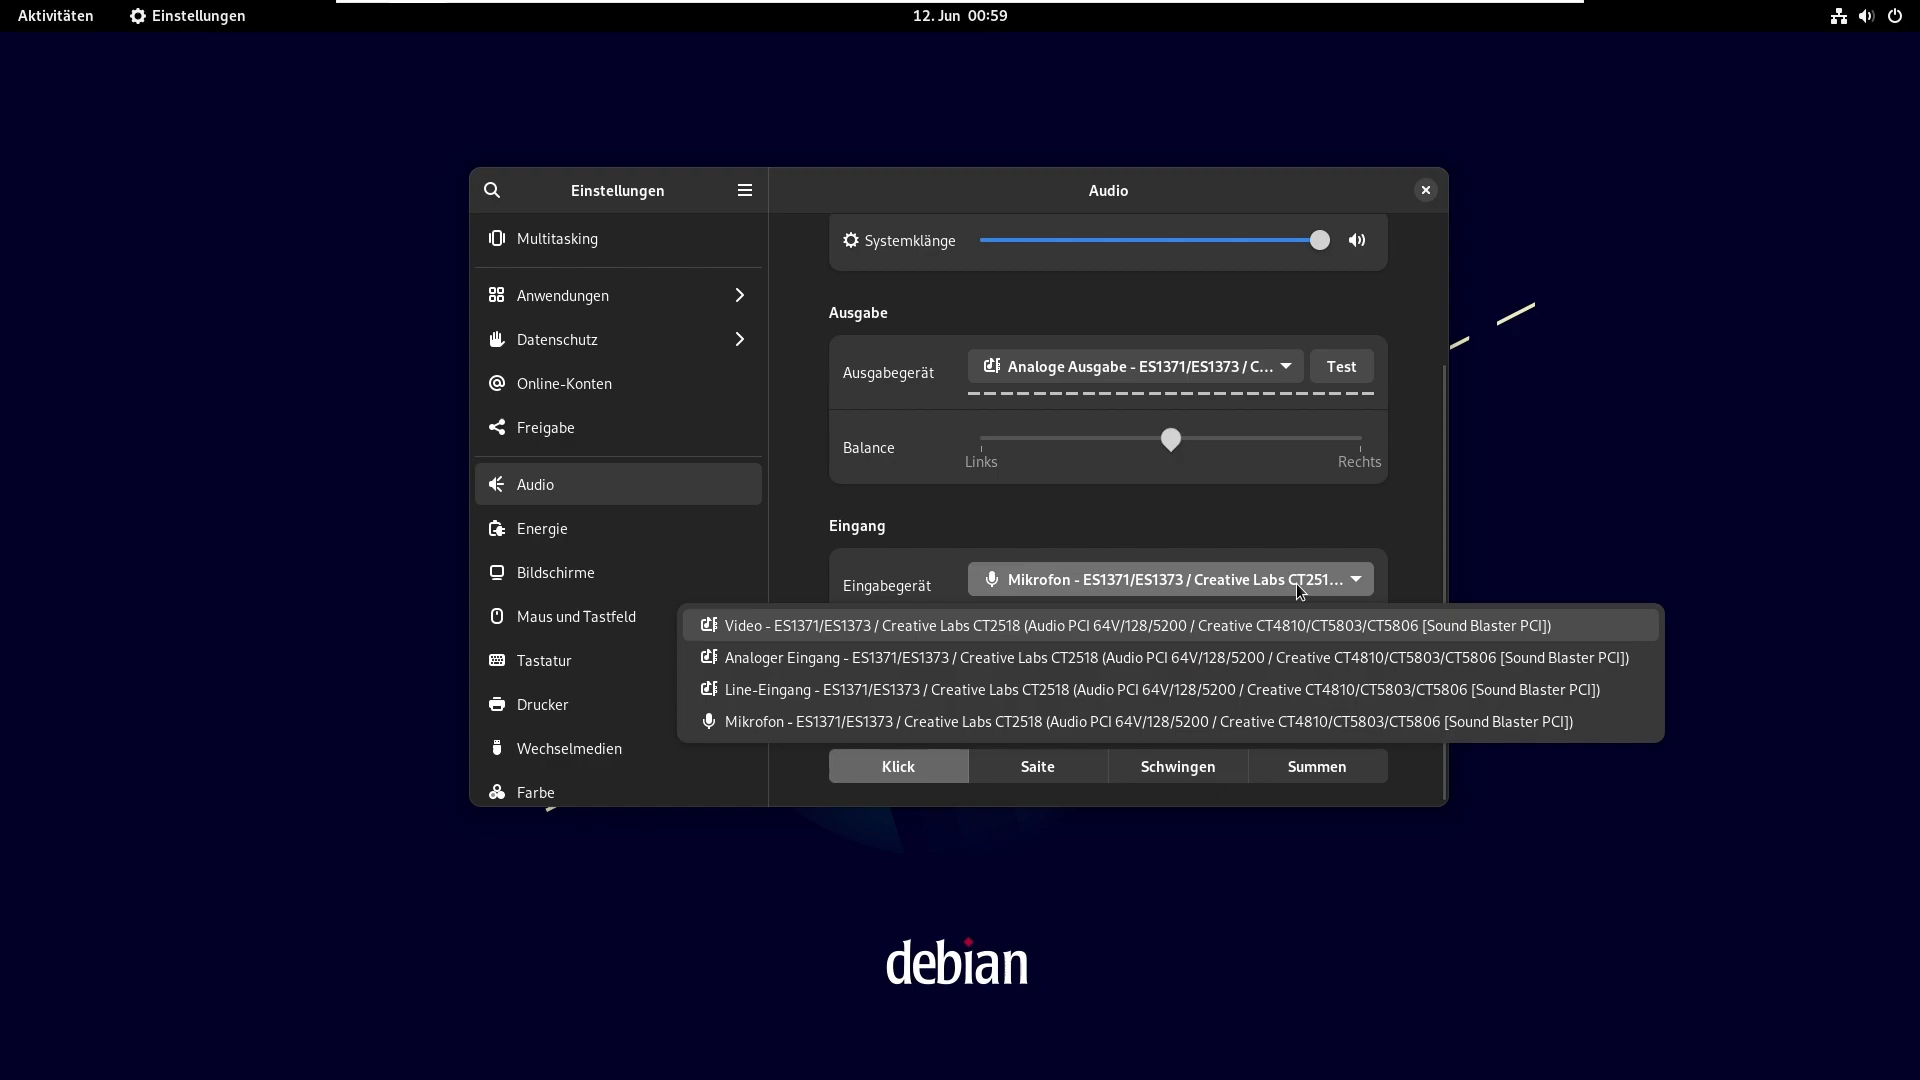 Aktivitäten
Einstellungen
12. Jun 00:59
Einstellungen
Audio
Multitasking
Anwendungen
Datenschutz
Online-Konten
Freigabe
Audio
Energie
Bildschirme
Maus und Tastfeld
Tastatur
Drucker
Wechselmedien
Farbe
Systemklänge
Ausgabe
Ausgabegerät
Analoge Ausgabe - ES1371/ES1373 / C...
Test
Balance
Links
Rechts
Eingang
Eingabegerät
Mikrofon - ES1371/ES1373 / Creative Labs CT251...
Video - ES1371/ES1373 / Creative Labs CT2518 (Audio PCI 64V/128/5200 / Creative CT4810/CT5803/CT5806 [Sound Blaster PCI])
Analoger Eingang - ES1371/ES1373 / Creative Labs CT2518 (Audio PCI 64V/128/5200 / Creative CT4810/CT5803/CT5806 [Sound Blaster PCI])
Line-Eingang - ES1371/ES1373 / Creative Labs CT2518 (Audio PCI 64V/128/5200 / Creative CT4810/CT5803/CT5806 [Sound Blaster PCI])
Mikrofon - ES1371/ES1373 / Creative Labs CT2518 (Audio PCI 64V/128/5200 / Creative CT4810/CT5803/CT5806 [Sound Blaster PCI])
Klick
Saite
Schwingen
Summen
debian